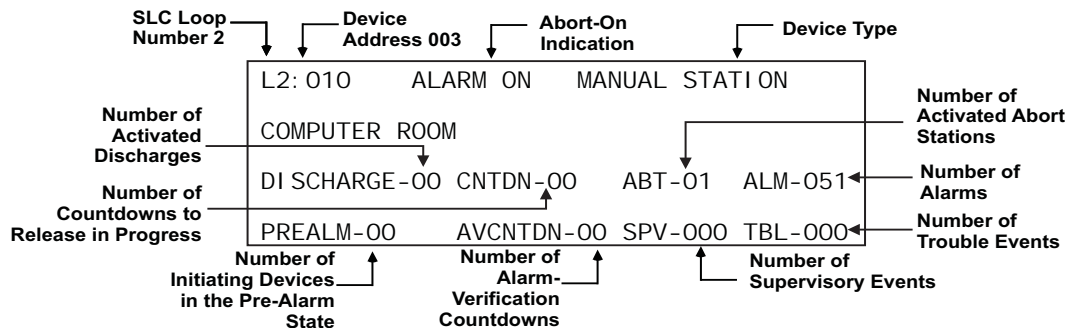 SLC Loop
Number 2
Device
Address 003
Abort-On
Indication
Device Type
L2:010 ALARM ON MANUAL STATION
COMPUTER ROOM
DISCHARGE-00 CNTDN-00 ABT-01 ALM-051
PREALM-00 AVCNTDN-00 SPV-000 TBL-000
Number of
Activated
Discharges
Number of
Countdowns to
Release in Progress
Number of
Activated Abort
Stations
Number of
Alarms
Number of
Trouble Events
Number of
Initiating Devices
in the Pre-Alarm
State
Number of
Alarm-
Verification
Countdowns
Number of
Supervisory Events